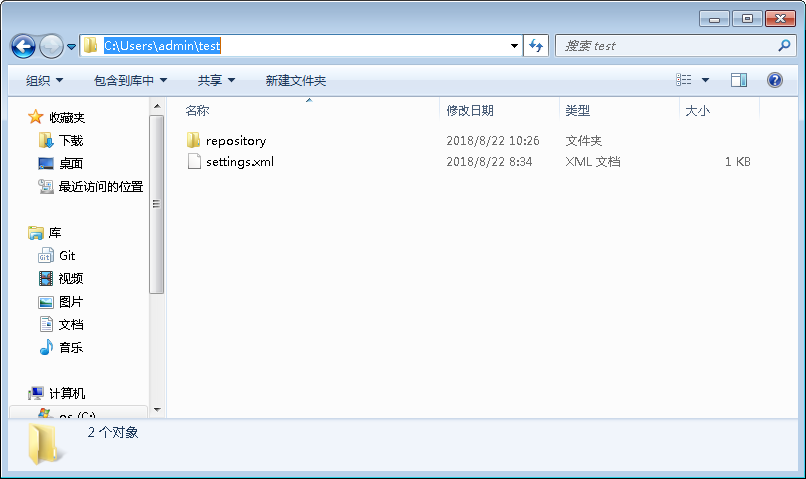 C:\Users\admin\test
搜索 test
组织 包含到库中 共享 新建文件夹
名称 修改日期 类型 大小
收藏夹
下载
桌面
最近访问的位置
库
Git
视频
图片
文档
音乐
计算机
os (C:)
repository 2018/8/22 10:26 文件夹
settings.xml 2018/8/22 8:34 XML 文档 1 KB
2 个对象